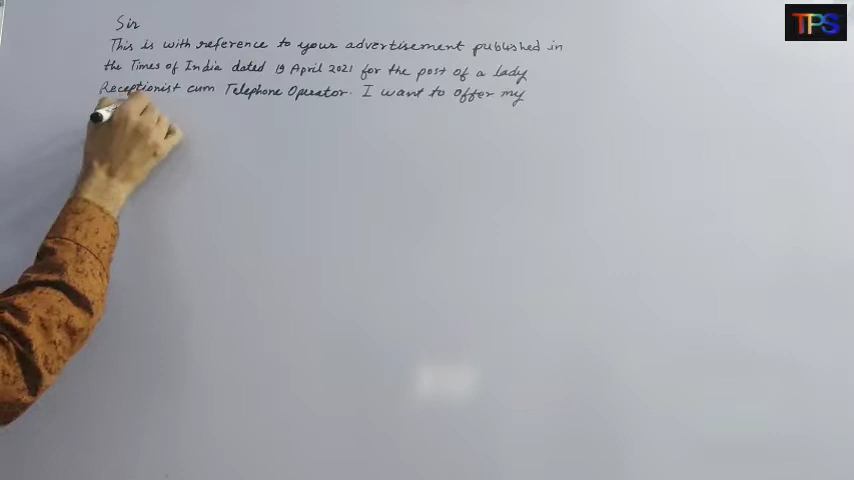 Sir
This is with reference to your advertisement published in
the Times of India dated 19 April 2021 for the post of a lady
Receptionist cum Telephone Operator. I want to offer my
TPS